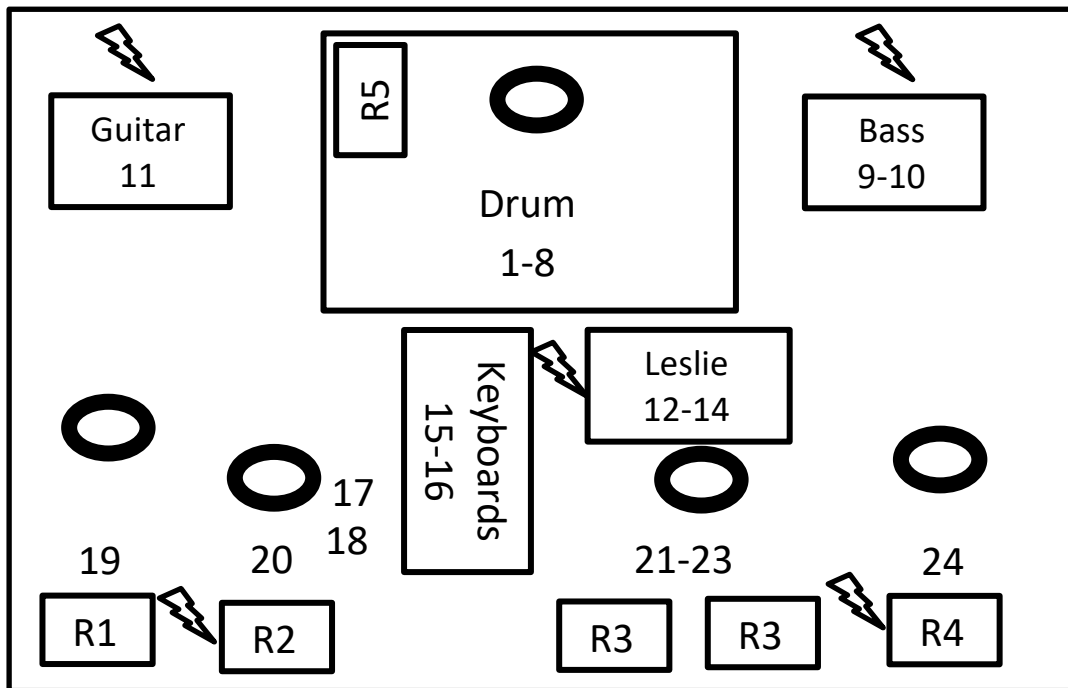 Guitar
11
R5
Drum
1-8
Bass
9-10
Keyboards
15-16
Leslie
12-14
17
18
19
20
21-23
24
R1
R2
R3
R3
R4